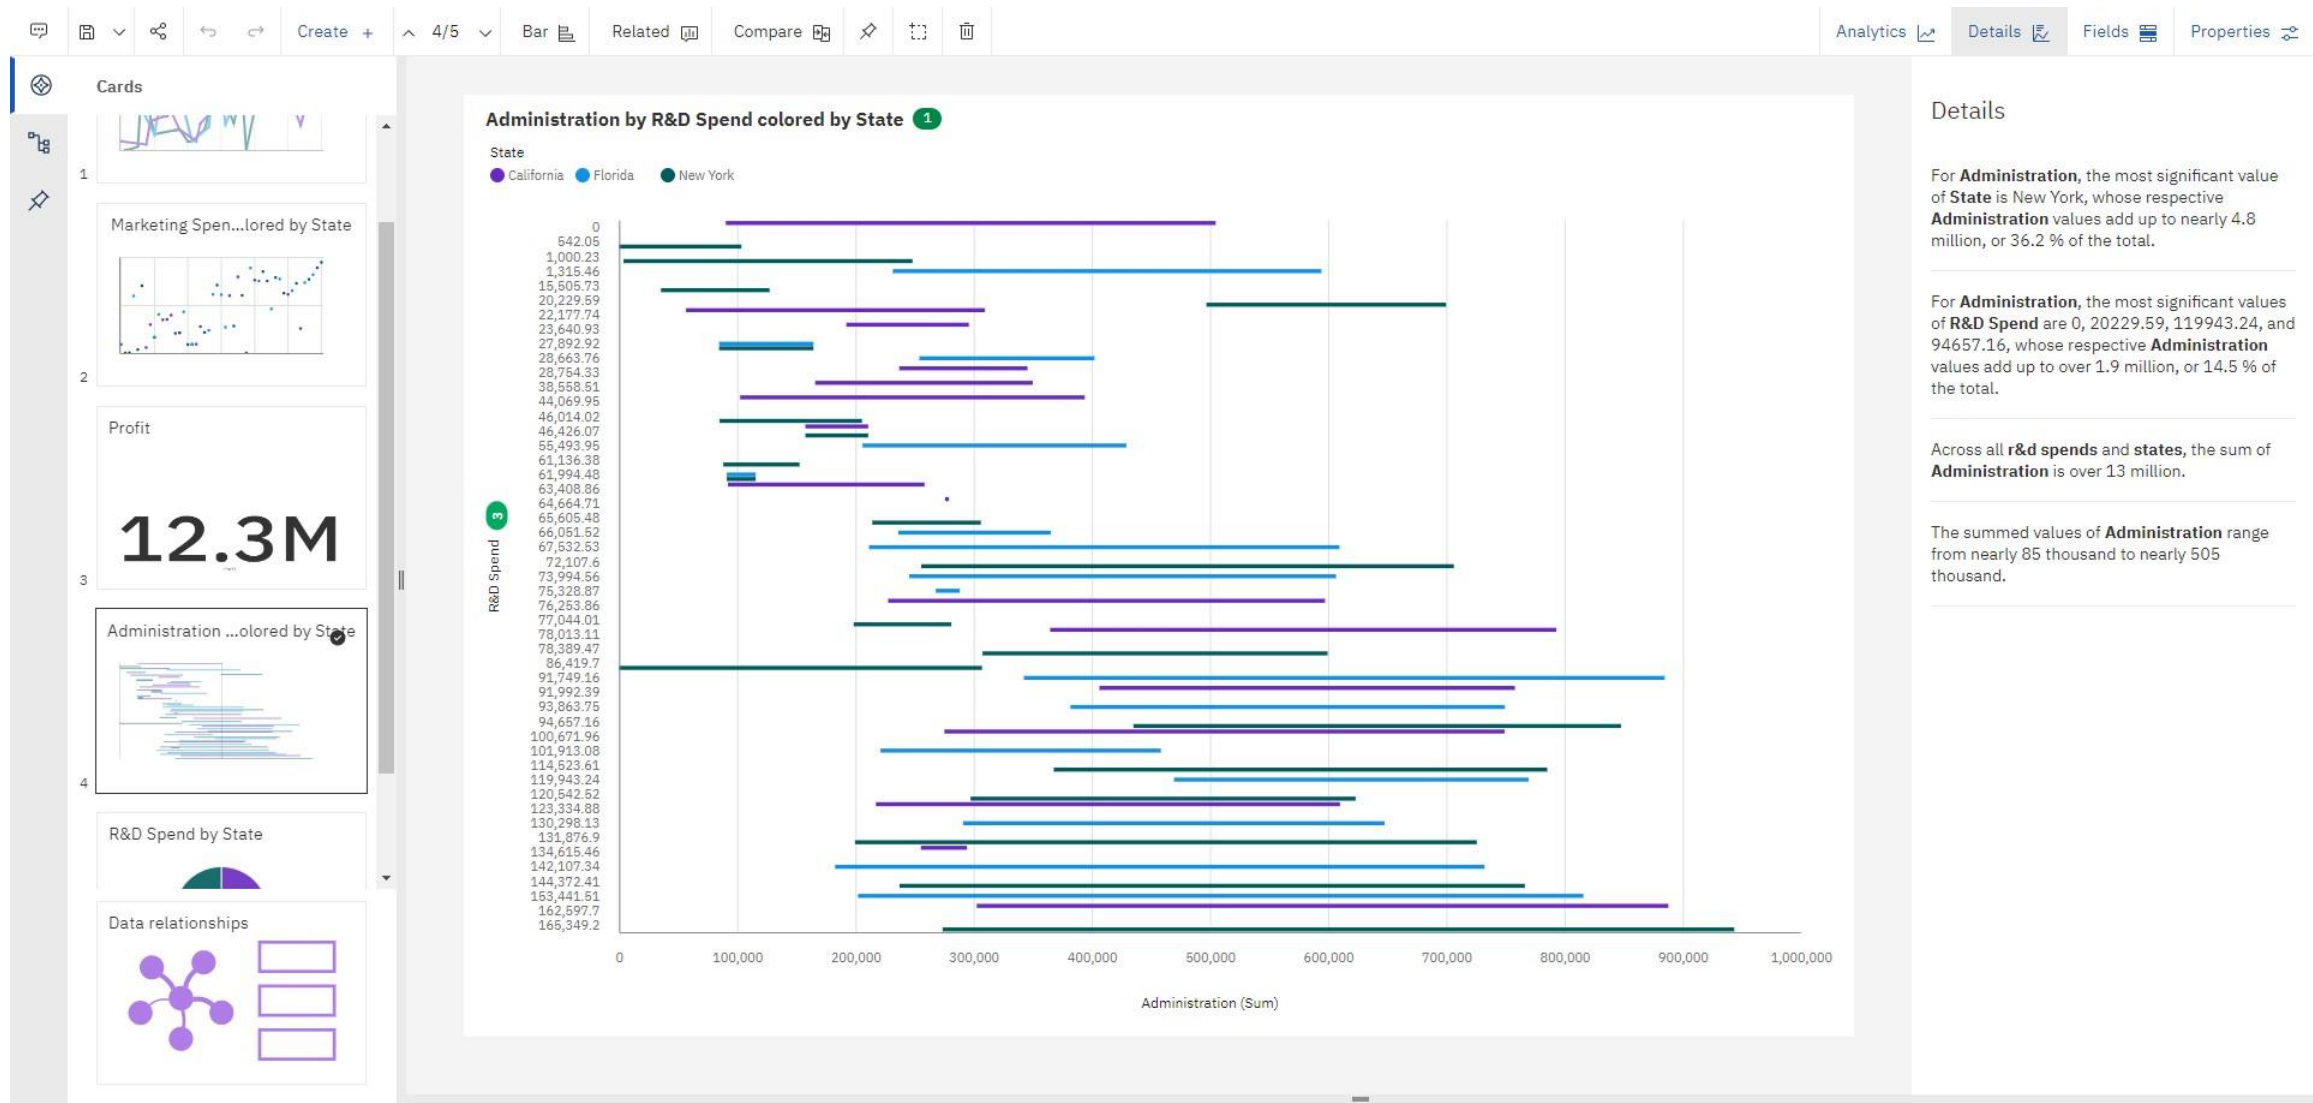 Create +
4/5
Bar
Related
Compare
Analytics
Details
Fields
Properties
Cards
1
Marketing Spen...lored by State
2
Profit
12.3M
3
Administration ...olored by State
4
R&D Spend by State
Data relationships
Administration by R&D Spend colored by State 1
State
California Florida New York
R&D Spend 3
0
542.05
1,000.23
1,315.46
15,505.73
20,229.59
22,177.74
23,640.93
27,892.92
28,663.76
28,754.33
38,558.51
44,069.95
46,014.02
46,426.07
55,493.95
61,136.38
61,994.48
63,408.86
64,664.71
65,605.48
66,051.52
67,532.53
72,107.6
73,994.56
75,328.87
76,253.86
77,044.01
78,013.11
78,389.47
86,419.7
91,749.16
91,992.39
93,863.75
94,657.16
100,671.96
101,913.08
114,523.61
119,943.24
120,542.52
123,334.88
130,298.13
131,876.9
134,615.46
142,107.34
144,372.41
153,441.51
162,597.7
165,349.2
0 100,000 200,000 300,000 400,000 500,000 600,000 700,000 800,000 900,000 1,000,000
Administration (Sum)
Details
For Administration, the most significant value
of State is New York, whose respective
Administration values add up to nearly 4.8
million, or 36.2 % of the total.
For Administration, the most significant values
of R&D Spend are 0, 20229.59, 119943.24, and
94657.16, whose respective Administration
values add up to over 1.9 million, or 14.5 % of
the total.
Across all r&d spends and states, the sum of
Administration is over 13 million.
The summed values of Administration range
from nearly 85 thousand to nearly 505
thousand.